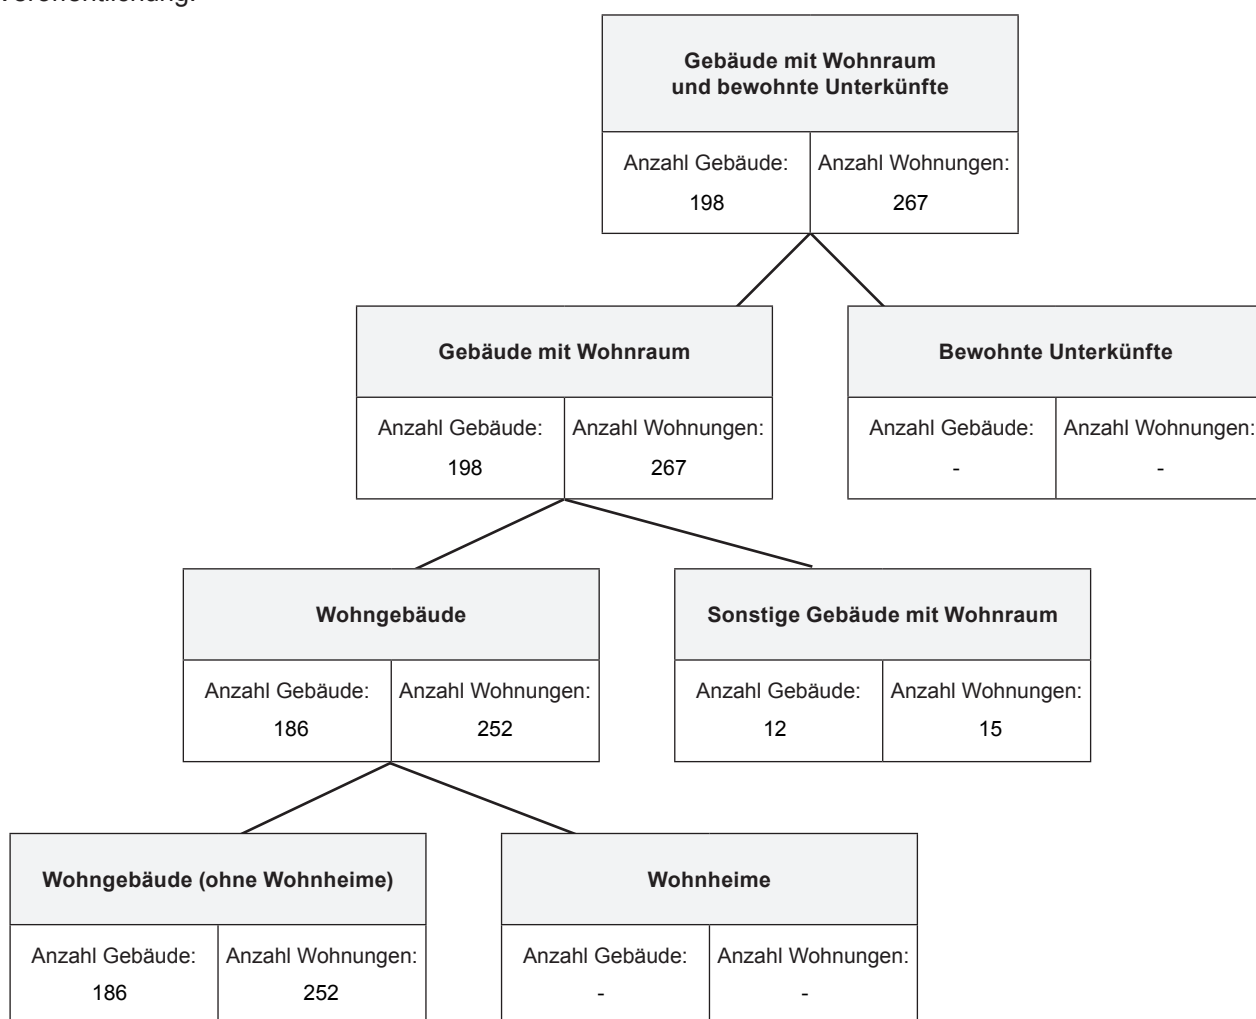 Veröffentlichung.
Gebäude mit Wohnraum
und bewohnte Unterkünfte
Anzahl Gebäude: Anzahl Wohnungen:
198 267
Gebäude mit Wohnraum Bewohnte Unterkünfte
Anzahl Gebäude: Anzahl Wohnungen: Anzahl Gebäude: Anzahl Wohnungen:
198 267 - -
Wohngebäude Sonstige Gebäude mit Wohnraum
Anzahl Gebäude: Anzahl Wohnungen: Anzahl Gebäude: Anzahl Wohnungen:
186 252 12 15
Wohngebäude (ohne Wohnheime) Wohnheime
Anzahl Gebäude: Anzahl Wohnungen: Anzahl Gebäude: Anzahl Wohnungen:
186 252 - -